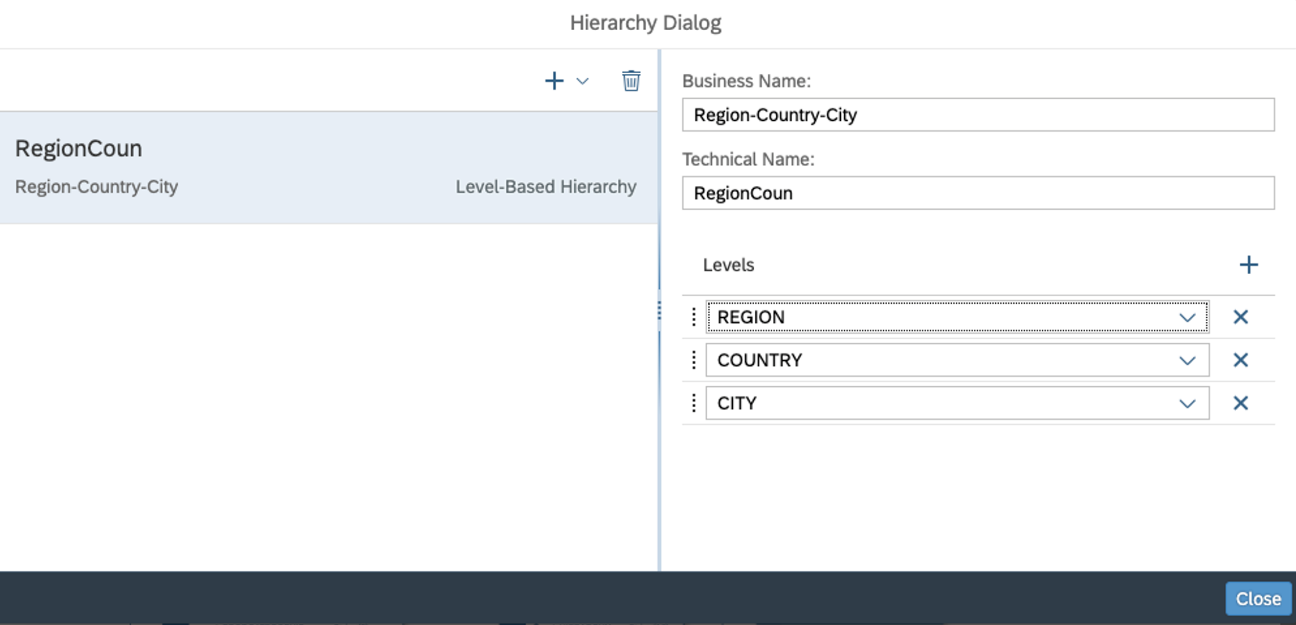 Hierarchy Dialog
RegionCoun
Region-Country-City
Level-Based Hierarchy
Business Name:
Region-Country-City
Technical Name:
RegionCoun
Levels
REGION
COUNTRY
CITY
Close